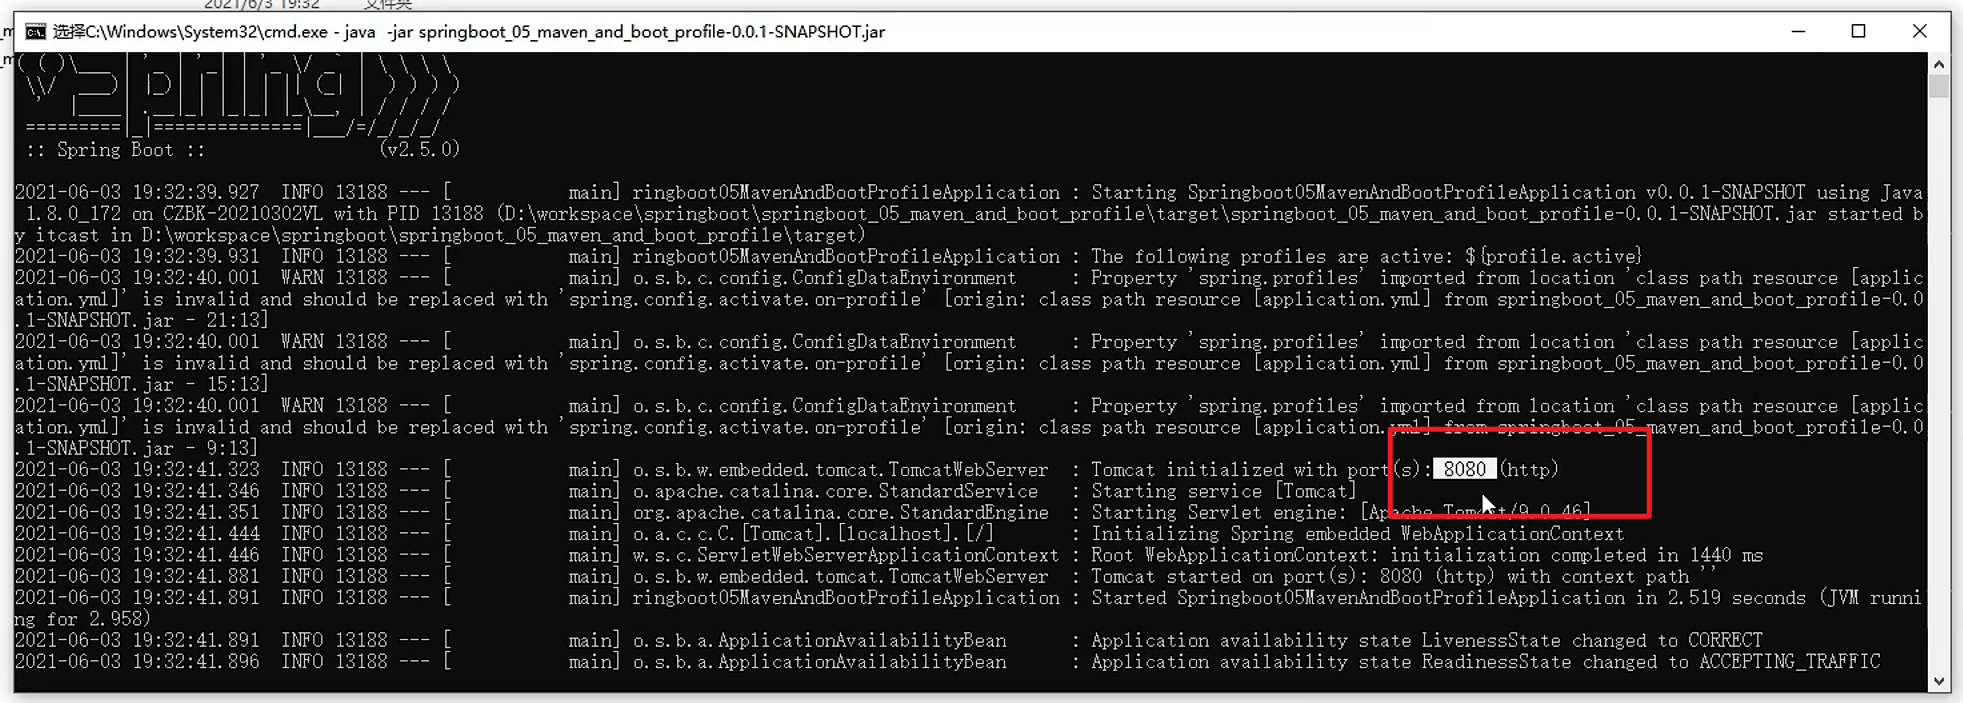 2021/6/3 19:32 文件夹
选择C:\Windows\System32\cmd.exe - java  -jar springboot_05_maven_and_boot_profile-0.0.1-SNAPSHOT.jar
:: Spring Boot ::                (v2.5.0)
2021-06-03 19:32:39.927  INFO 13188 --- [           main] ringboot05MavenAndBootProfileApplication : Starting Springboot05MavenAndBootProfileApplication v0.0.1-SNAPSHOT using Java
1.8.0_172 on CZBK-20210302VL with PID 13188 (D:\workspace\springboot\springboot_05_maven_and_boot_profile\target\springboot_05_maven_and_boot_profile-0.0.1-SNAPSHOT.jar started b
y itcast in D:\workspace\springboot\springboot_05_maven_and_boot_profile\target)
2021-06-03 19:32:39.931  INFO 13188 --- [           main] ringboot05MavenAndBootProfileApplication : The following profiles are active: ${profile.active}
2021-06-03 19:32:40.001  WARN 13188 --- [           main] o.s.b.c.config.ConfigDataEnvironment     : Property 'spring.profiles' imported from location 'class path resource [applic
ation.yml]' is invalid and should be replaced with 'spring.config.activate.on-profile' [origin: class path resource [application.yml] from springboot_05_maven_and_boot_profile-0.0
.1-SNAPSHOT.jar - 21:13]
2021-06-03 19:32:40.001  WARN 13188 --- [           main] o.s.b.c.config.ConfigDataEnvironment     : Property 'spring.profiles' imported from location 'class path resource [applic
ation.yml]' is invalid and should be replaced with 'spring.config.activate.on-profile' [origin: class path resource [application.yml] from springboot_05_maven_and_boot_profile-0.0
.1-SNAPSHOT.jar - 15:13]
2021-06-03 19:32:40.001  WARN 13188 --- [           main] o.s.b.c.config.ConfigDataEnvironment     : Property 'spring.profiles' imported from location 'class path resource [applic
ation.yml]' is invalid and should be replaced with 'spring.config.activate.on-profile' [origin: class path resource [application.yml] from springboot_05_maven_and_boot_profile-0.0
.1-SNAPSHOT.jar - 9:13]
2021-06-03 19:32:41.323  INFO 13188 --- [           main] o.s.b.w.embedded.tomcat.TomcatWebServer  : Tomcat initialized with port(s): 8080 (http)
2021-06-03 19:32:41.346  INFO 13188 --- [           main] o.apache.catalina.core.StandardService   : Starting service [Tomcat]
2021-06-03 19:32:41.351  INFO 13188 --- [           main] org.apache.catalina.core.StandardEngine  : Starting Servlet engine: [Apache Tomcat/9.0.46]
2021-06-03 19:32:41.444  INFO 13188 --- [           main] o.a.c.c.C.[Tomcat].[localhost].[/]       : Initializing Spring embedded WebApplicationContext
2021-06-03 19:32:41.446  INFO 13188 --- [           main] w.s.c.ServletWebServerApplicationContext : Root WebApplicationContext: initialization completed in 1440 ms
2021-06-03 19:32:41.881  INFO 13188 --- [           main] o.s.b.w.embedded.tomcat.TomcatWebServer  : Tomcat started on port(s): 8080 (http) with context path ''
2021-06-03 19:32:41.891  INFO 13188 --- [           main] ringboot05MavenAndBootProfileApplication : Started Springboot05MavenAndBootProfileApplication in 2.519 seconds (JVM runni
ng for 2.958)
2021-06-03 19:32:41.891  INFO 13188 --- [           main] o.s.b.a.ApplicationAvailabilityBean      : Application availability state LivenessState changed to CORRECT
2021-06-03 19:32:41.896  INFO 13188 --- [           main] o.s.b.a.ApplicationAvailabilityBean      : Application availability state ReadinessState changed to ACCEPTING_TRAFFIC